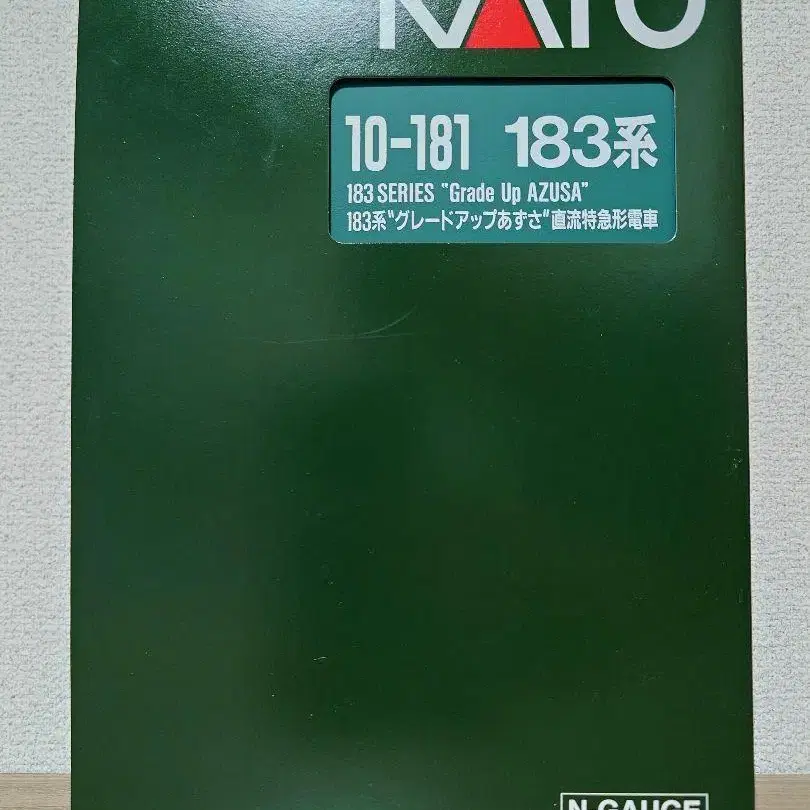 KATO
10-181 183系
183 SERIES "Grade Up AZUSA"
183系"グレードアップあずさ"直流特急形電車
N GAUGE